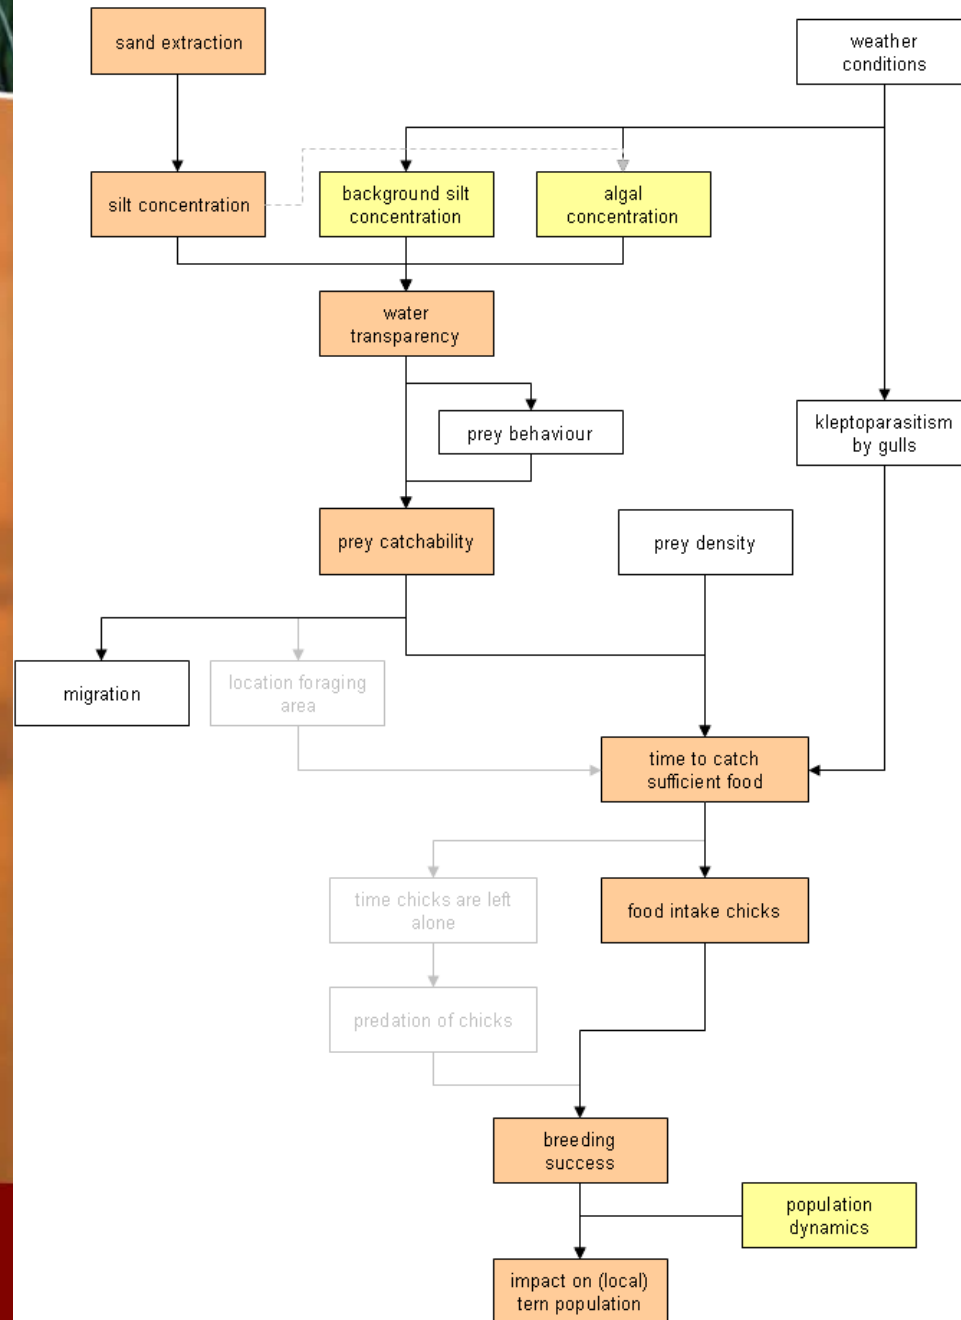 sand extraction
weather
conditions
silt concentration
background silt
concentration
algal
concentration
water
transparency
prey behaviour
kleptoparasitism
by gulls
prey catchability
prey density
migration
location foraging
area
time to catch
sufficient food
time chicks are left
alone
food intake chicks
predation of chicks
breeding
success
population
dynamics
impact on (local)
tern population